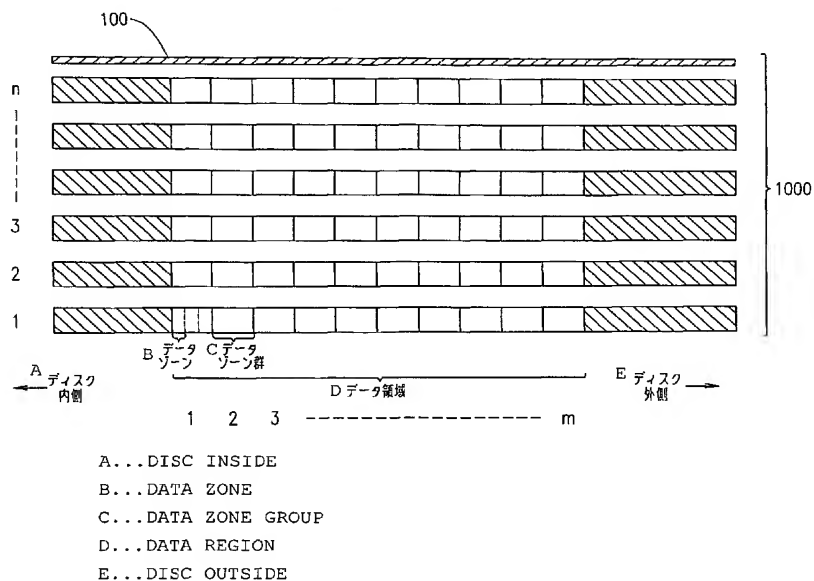 100
n
1000
3
2
1
B データゾーン
C データゾーン群
A ディスク内側
D データ領域
E ディスク外側
1 2 3 m
A...DISC INSIDE
B...DATA ZONE
C...DATA ZONE GROUP
D...DATA REGION
E...DISC OUTSIDE